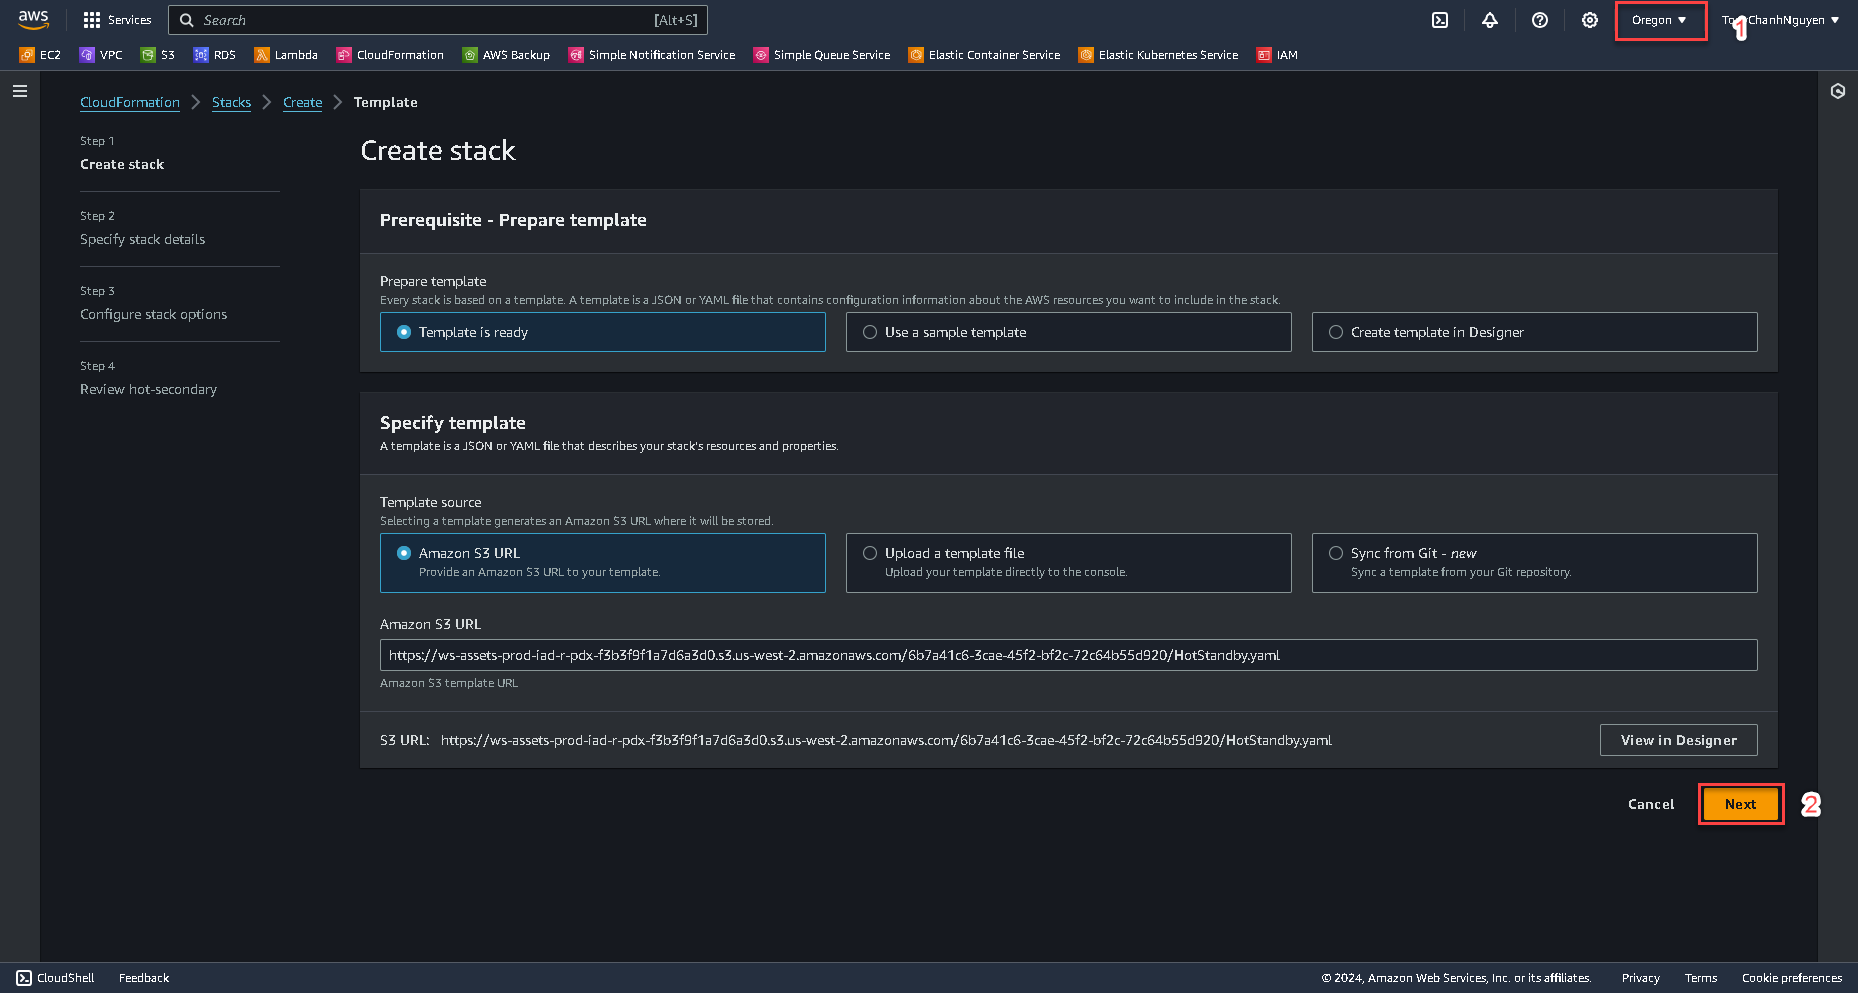 aws
Services
Search
[Alt+S]
Oregon ▼
1
ChanhNguyen ▼
EC2
VPC
S3
RDS
Lambda
CloudFormation
AWS Backup
Simple Notification Service
Simple Queue Service
Elastic Container Service
Elastic Kubernetes Service
IAM
CloudFormation > Stacks > Create > Template
Step 1
Create stack
Step 2
Specify stack details
Step 3
Configure stack options
Step 4
Review hot-secondary
Create stack
Prerequisite - Prepare template
Prepare template
Every stack is based on a template. A template is a JSON or YAML file that contains configuration information about the AWS resources you want to include in the stack.
Template is ready
Use a sample template
Create template in Designer
Specify template
A template is a JSON or YAML file that describes your stack's resources and properties.
Template source
Selecting a template generates an Amazon S3 URL where it will be stored.
Amazon S3 URL
Provide an Amazon S3 URL to your template.
Upload a template file
Upload your template directly to the console.
Sync from Git - new
Sync a template from your Git repository.
Amazon S3 URL
https://ws-assets-prod-iad-r-pdx-f3b3f9f1a7d6a3d0.s3.us-west-2.amazonaws.com/6b7a41c6-3cae-45f2-bf2c-72c64b55d920/HotStandby.yaml
Amazon S3 template URL
S3 URL: https://ws-assets-prod-iad-r-pdx-f3b3f9f1a7d6a3d0.s3.us-west-2.amazonaws.com/6b7a41c6-3cae-45f2-bf2c-72c64b55d920/HotStandby.yaml
View in Designer
Cancel
Next
2
CloudShell
Feedback
© 2024, Amazon Web Services, Inc. or its affiliates.
Privacy
Terms
Cookie preferences